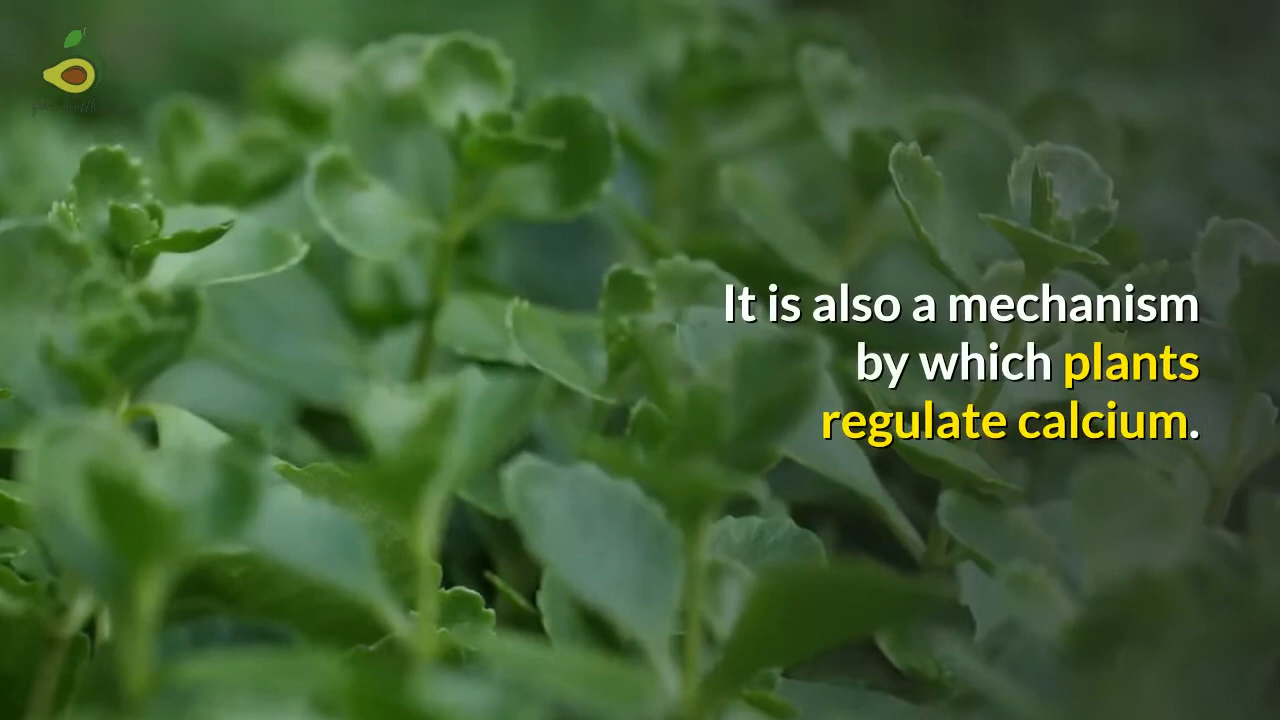 It is also a mechanism
by which plants
regulate calcium.